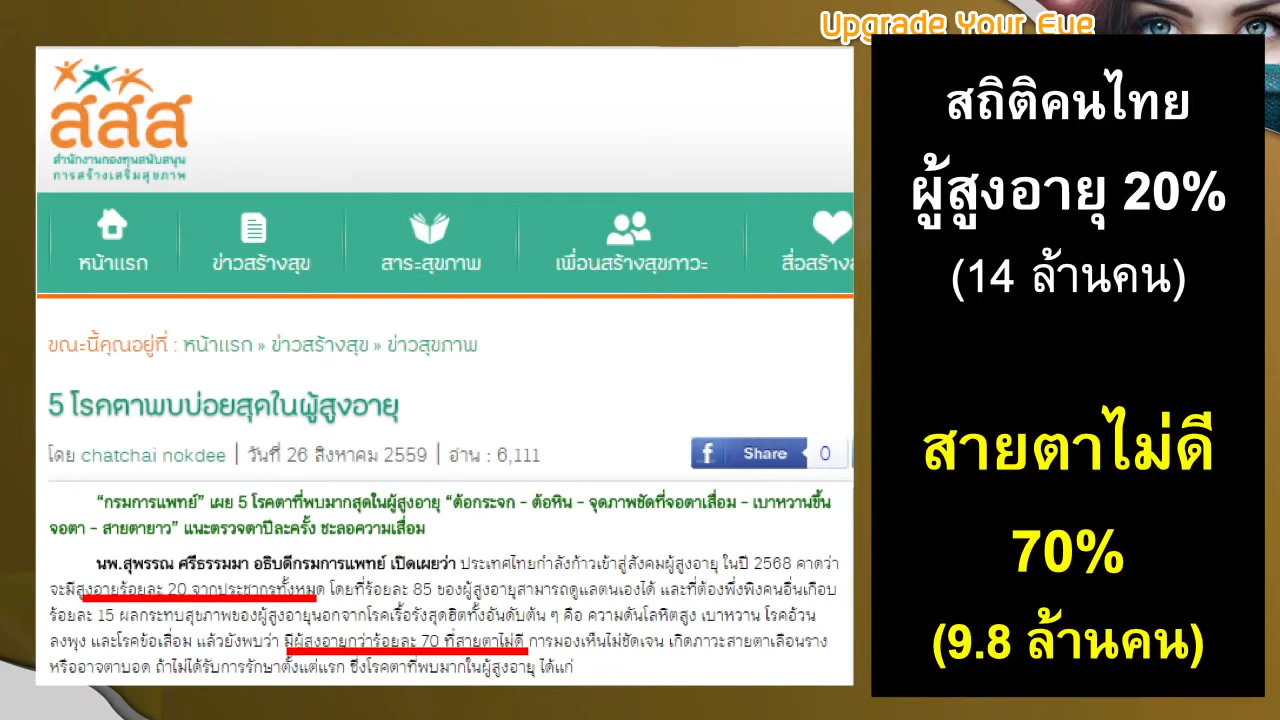 Upgrade Your Eye
สสส
สำนักงานกองทุนสนับสนุน
การสร้างเสริมสุขภาพ
หน้าแรก
ข่าวสร้างสุข
สาระสุขภาพ
เพื่อนสร้างสุขภาวะ
สื่อสร้าง
ขณะนี้คุณอยู่ที่ : หน้าแรก » ข่าวสร้างสุข » ข่าวสุขภาพ
5 โรคตาพบบ่อยสุดในผู้สูงอายุ
โดย chatchai nokdee | วันที่ 26 สิงหาคม 2559 | อ่าน : 6,111
Share 0
“กรมการแพทย์” เผย 5 โรคตาที่พบมากสุดในผู้สูงอายุ “ต้อกระจก - ต้อหิน - จุดภาพชัดที่จอตาเสื่อม - เบาหวานขึ้น
จอตา - สายตายาว” แนะตรวจตาปีละครั้ง ชะลอความเสื่อม
นพ.สุพรรณ ศรีธรรมมา อธิบดีกรมการแพทย์ เปิดเผยว่า ประเทศไทยกำลังก้าวเข้าสู่สังคมผู้สูงอายุ ในปี 2568 คาดว่า
จะมีสูงอายุร้อยละ 20 จากประชากรทั้งหมด โดยที่ร้อยละ 85 ของผู้สูงอายุสามารถดูแลตนเองได้ และที่ต้องพึ่งพิงคนอื่นเกือบ
ร้อยละ 15 ผลกระทบสุขภาพของผู้สูงอายุนอกจากโรคเรื้อรังสุดฮิตทั้งอันดับต้น ๆ คือ ความดันโลหิตสูง เบาหวาน โรคอ้วน
ลงพุง และโรคข้อเสื่อม แล้วยังพบว่า มีผู้สูงอายุกว่าร้อยละ 70 ที่สายตาไม่ดี การมองเห็นไม่ชัดเจน เกิดภาวะสายตาเลือนราง
หรืออาจตาบอด ถ้าไม่ได้รับการรักษาตั้งแต่แรก ซึ่งโรคตาที่พบมากในผู้สูงอายุ ได้แก่
สถิติคนไทย
ผู้สูงอายุ 20%
(14 ล้านคน)
สายตาไม่ดี
70%
(9.8 ล้านคน)